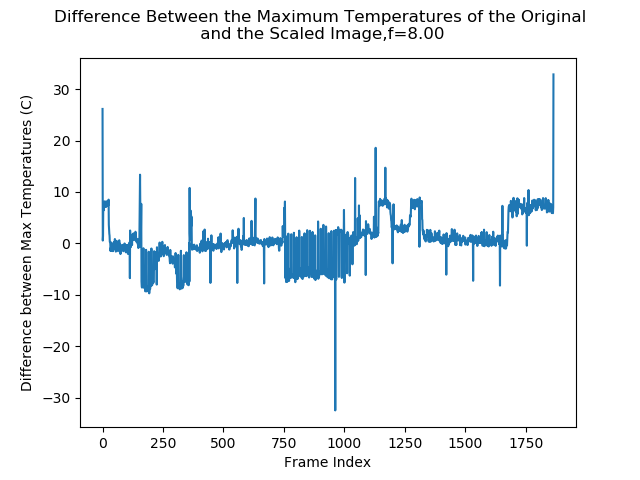 Difference Between the Maximum Temperatures of the Original
and the Scaled Image,f=8.00
Difference between Max Temperatures (C)
30
20
10
0
−10
−20
−30
0 250 500 750 1000 1250 1500 1750
Frame Index